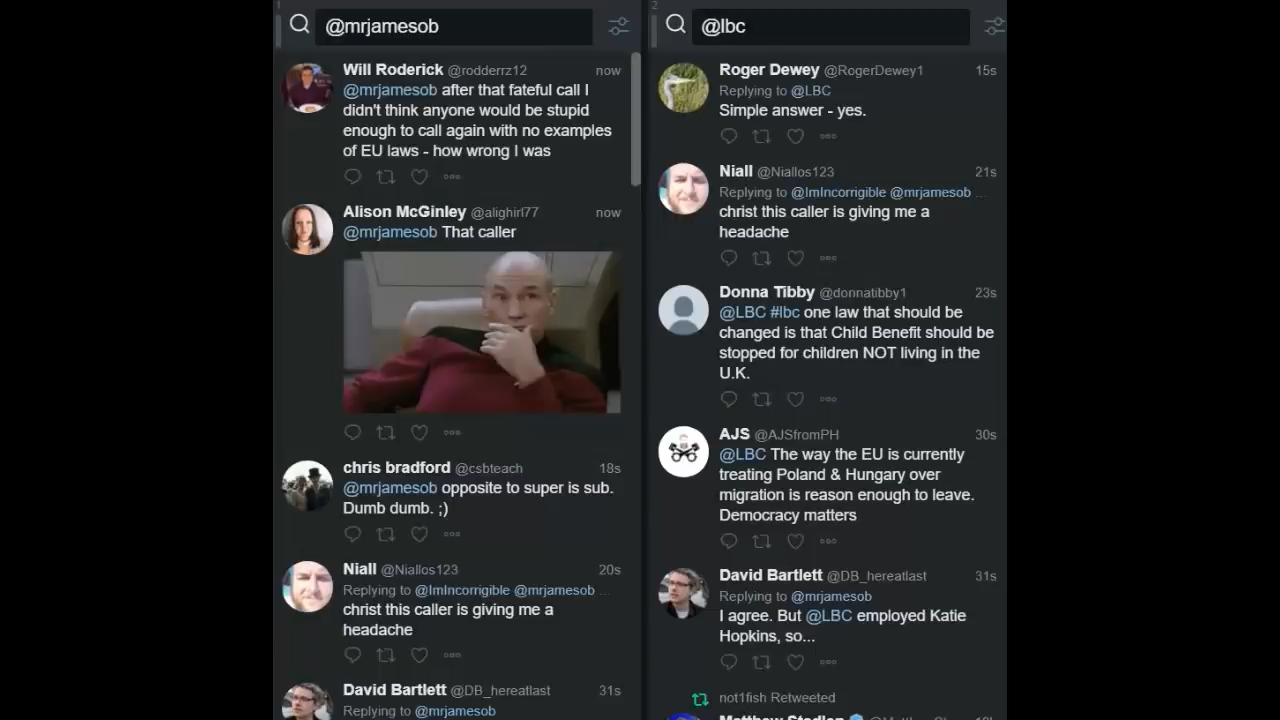 1
@mrjamesob
Will Roderick @rodderrz12 now
@mrjamesob after that fateful call I
didn't think anyone would be stupid
enough to call again with no examples
of EU laws - how wrong I was
Alison McGinley @alighirl77 now
@mrjamesob That caller
chris bradford @csbteach 18s
@mrjamesob opposite to super is sub.
Dumb dumb. ;)
Niall @Niallos123 20s
Replying to @ImIncorrigible @mrjamesob ...
christ this caller is giving me a
headache
David Bartlett @DB_hereatlast 31s
Replying to @mrjamesob
2
@lbc
Roger Dewey @RogerDewey1 15s
Replying to @LBC
Simple answer - yes.
Niall @Niallos123 21s
Replying to @ImIncorrigible @mrjamesob ...
christ this caller is giving me a
headache
Donna Tibby @donnatibby1 23s
@LBC #lbc one law that should be
changed is that Child Benefit should be
stopped for children NOT living in the
U.K.
AJS @AJSfromPH 30s
@LBC The way the EU is currently
treating Poland & Hungary over
migration is reason enough to leave.
Democracy matters
David Bartlett @DB_hereatlast 31s
Replying to @mrjamesob
I agree. But @LBC employed Katie
Hopkins, so...
not1fish Retweeted